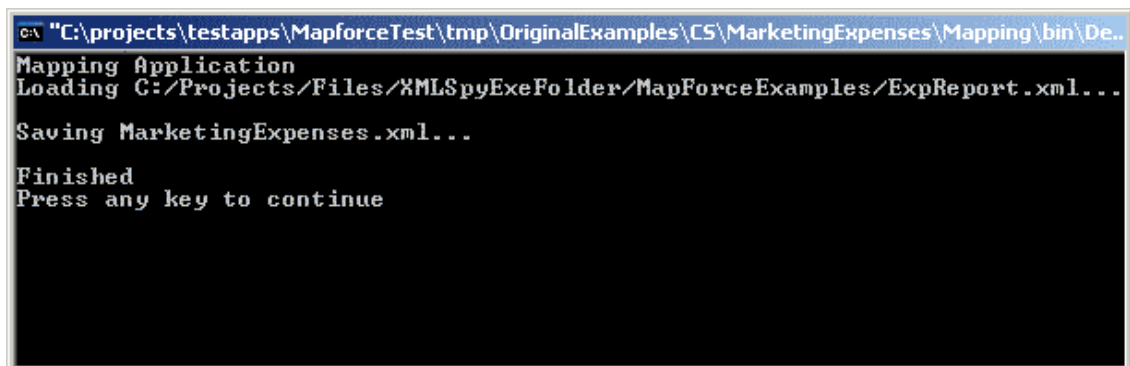 "C:\projects\testapps\MapforceTest\tmp\OriginalExamples\CS\MarketingExpenses\Mapping\bin\De..
Mapping Application
Loading C:/Projects/Files/XMLSpyExeFolder/MapForceExamples/ExpReport.xml...
Saving MarketingExpenses.xml...
Finished
Press any key to continue